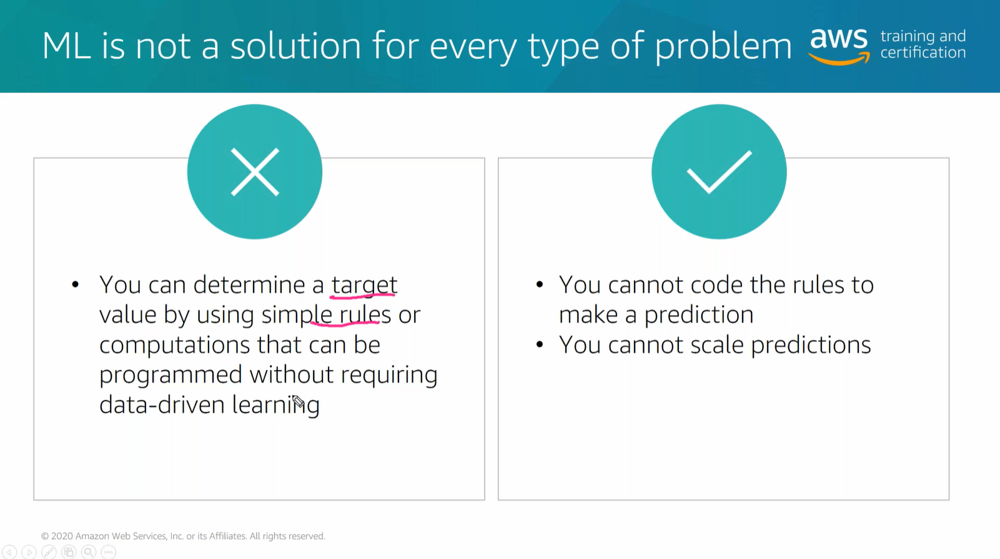 ML is not a solution for every type of problem
aws
training and
certification
• You can determine a target
value by using simple rules or
computations that can be
programmed without requiring
data-driven learning
• You cannot code the rules to
make a prediction
• You cannot scale predictions
© 2020 Amazon Web Services, Inc. or its Affiliates. All rights reserved.